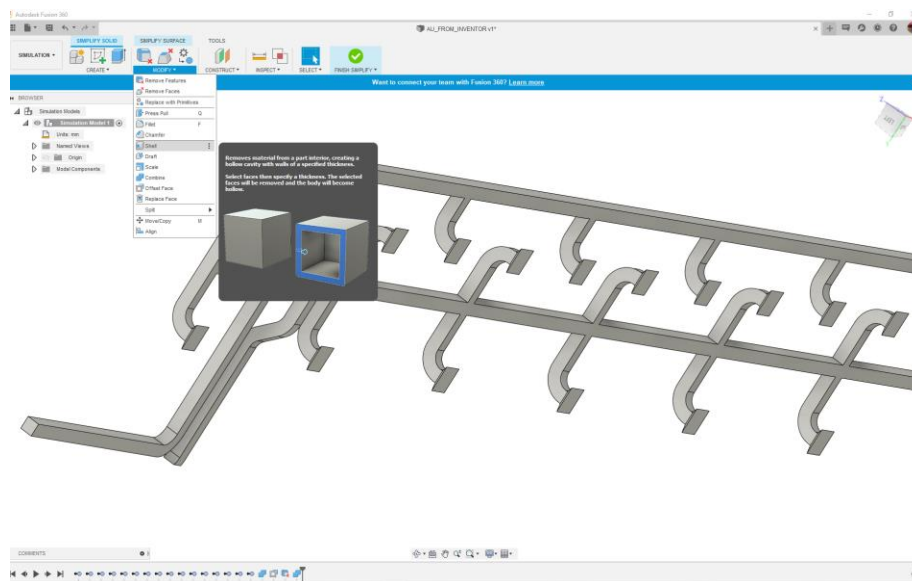 Autodesk Fusion 360
ALI_FROM_INVENTOR v1*
SIMPLIFY SOLID
SIMPLIFY SURFACE
TOOLS
SIMULATION
CREATE
MODIFY
CONSTRUCT
INSPECT
SELECT
FINISH SIMPLIFY
Want to connect your team with Fusion 360? Learn more
BROWSER
Simulation Models
Simulation Model 1
Units: mm
Named Views
Origin
Model Components
Remove Features
Remove Faces
Replace with Primitives
Press Pull Q
Fillet F
Chamfer
Shell
Draft
Scale
Combine
Offset Face
Replace Face
Split
Move/Copy M
Align
Removes material from a part interior, creating a
hollow cavity with walls of a specified thickness.
Select faces then specify a thickness. The selected
faces will be removed and the body will become
hollow.
COMMENTS